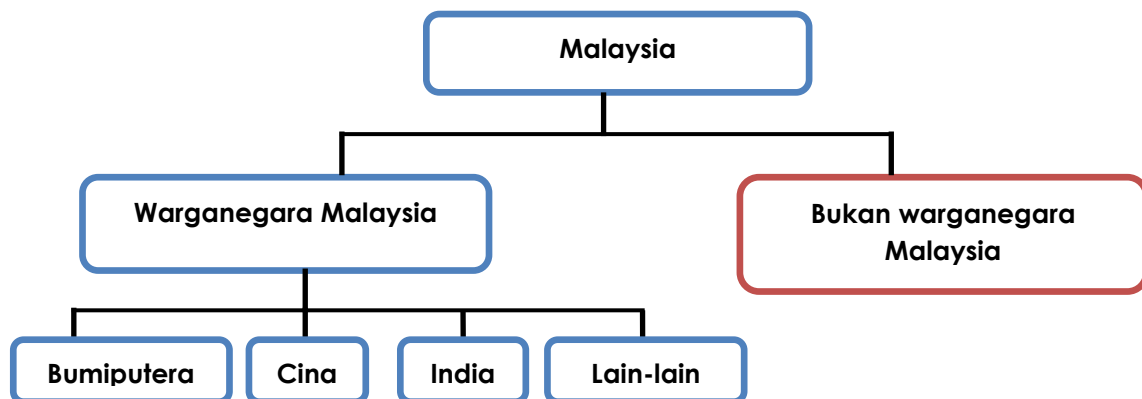 Malaysia
Warganegara Malaysia
Bukan warganegara
Malaysia
Bumiputera
Cina
India
Lain-lain